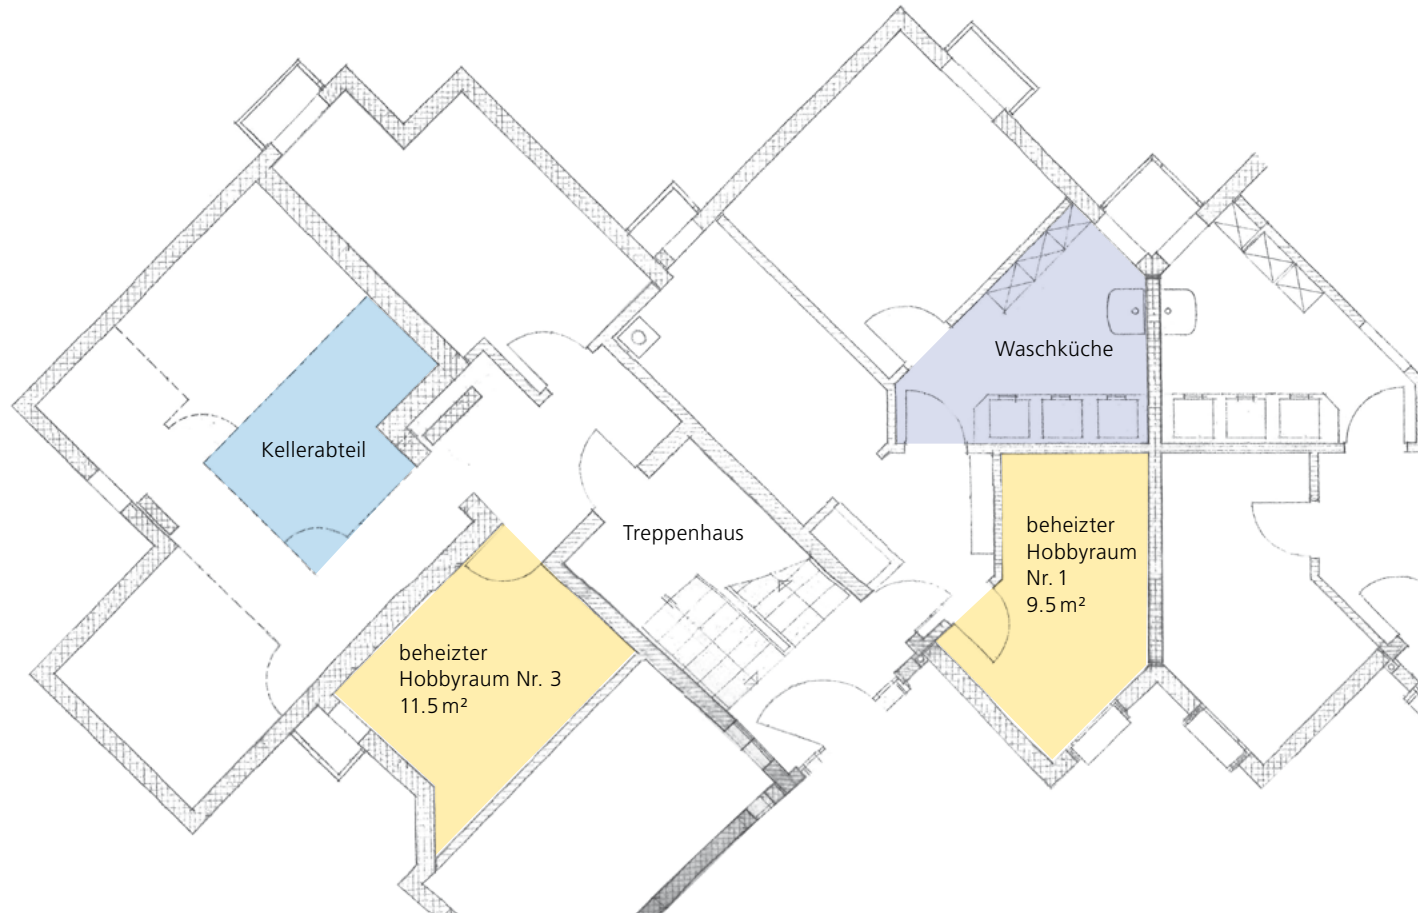 Waschküche
Kellerabteil
Treppenhaus
beheizter
Hobbyraum
Nr. 1
9.5 m²
beheizter
Hobbyraum Nr. 3
11.5 m²